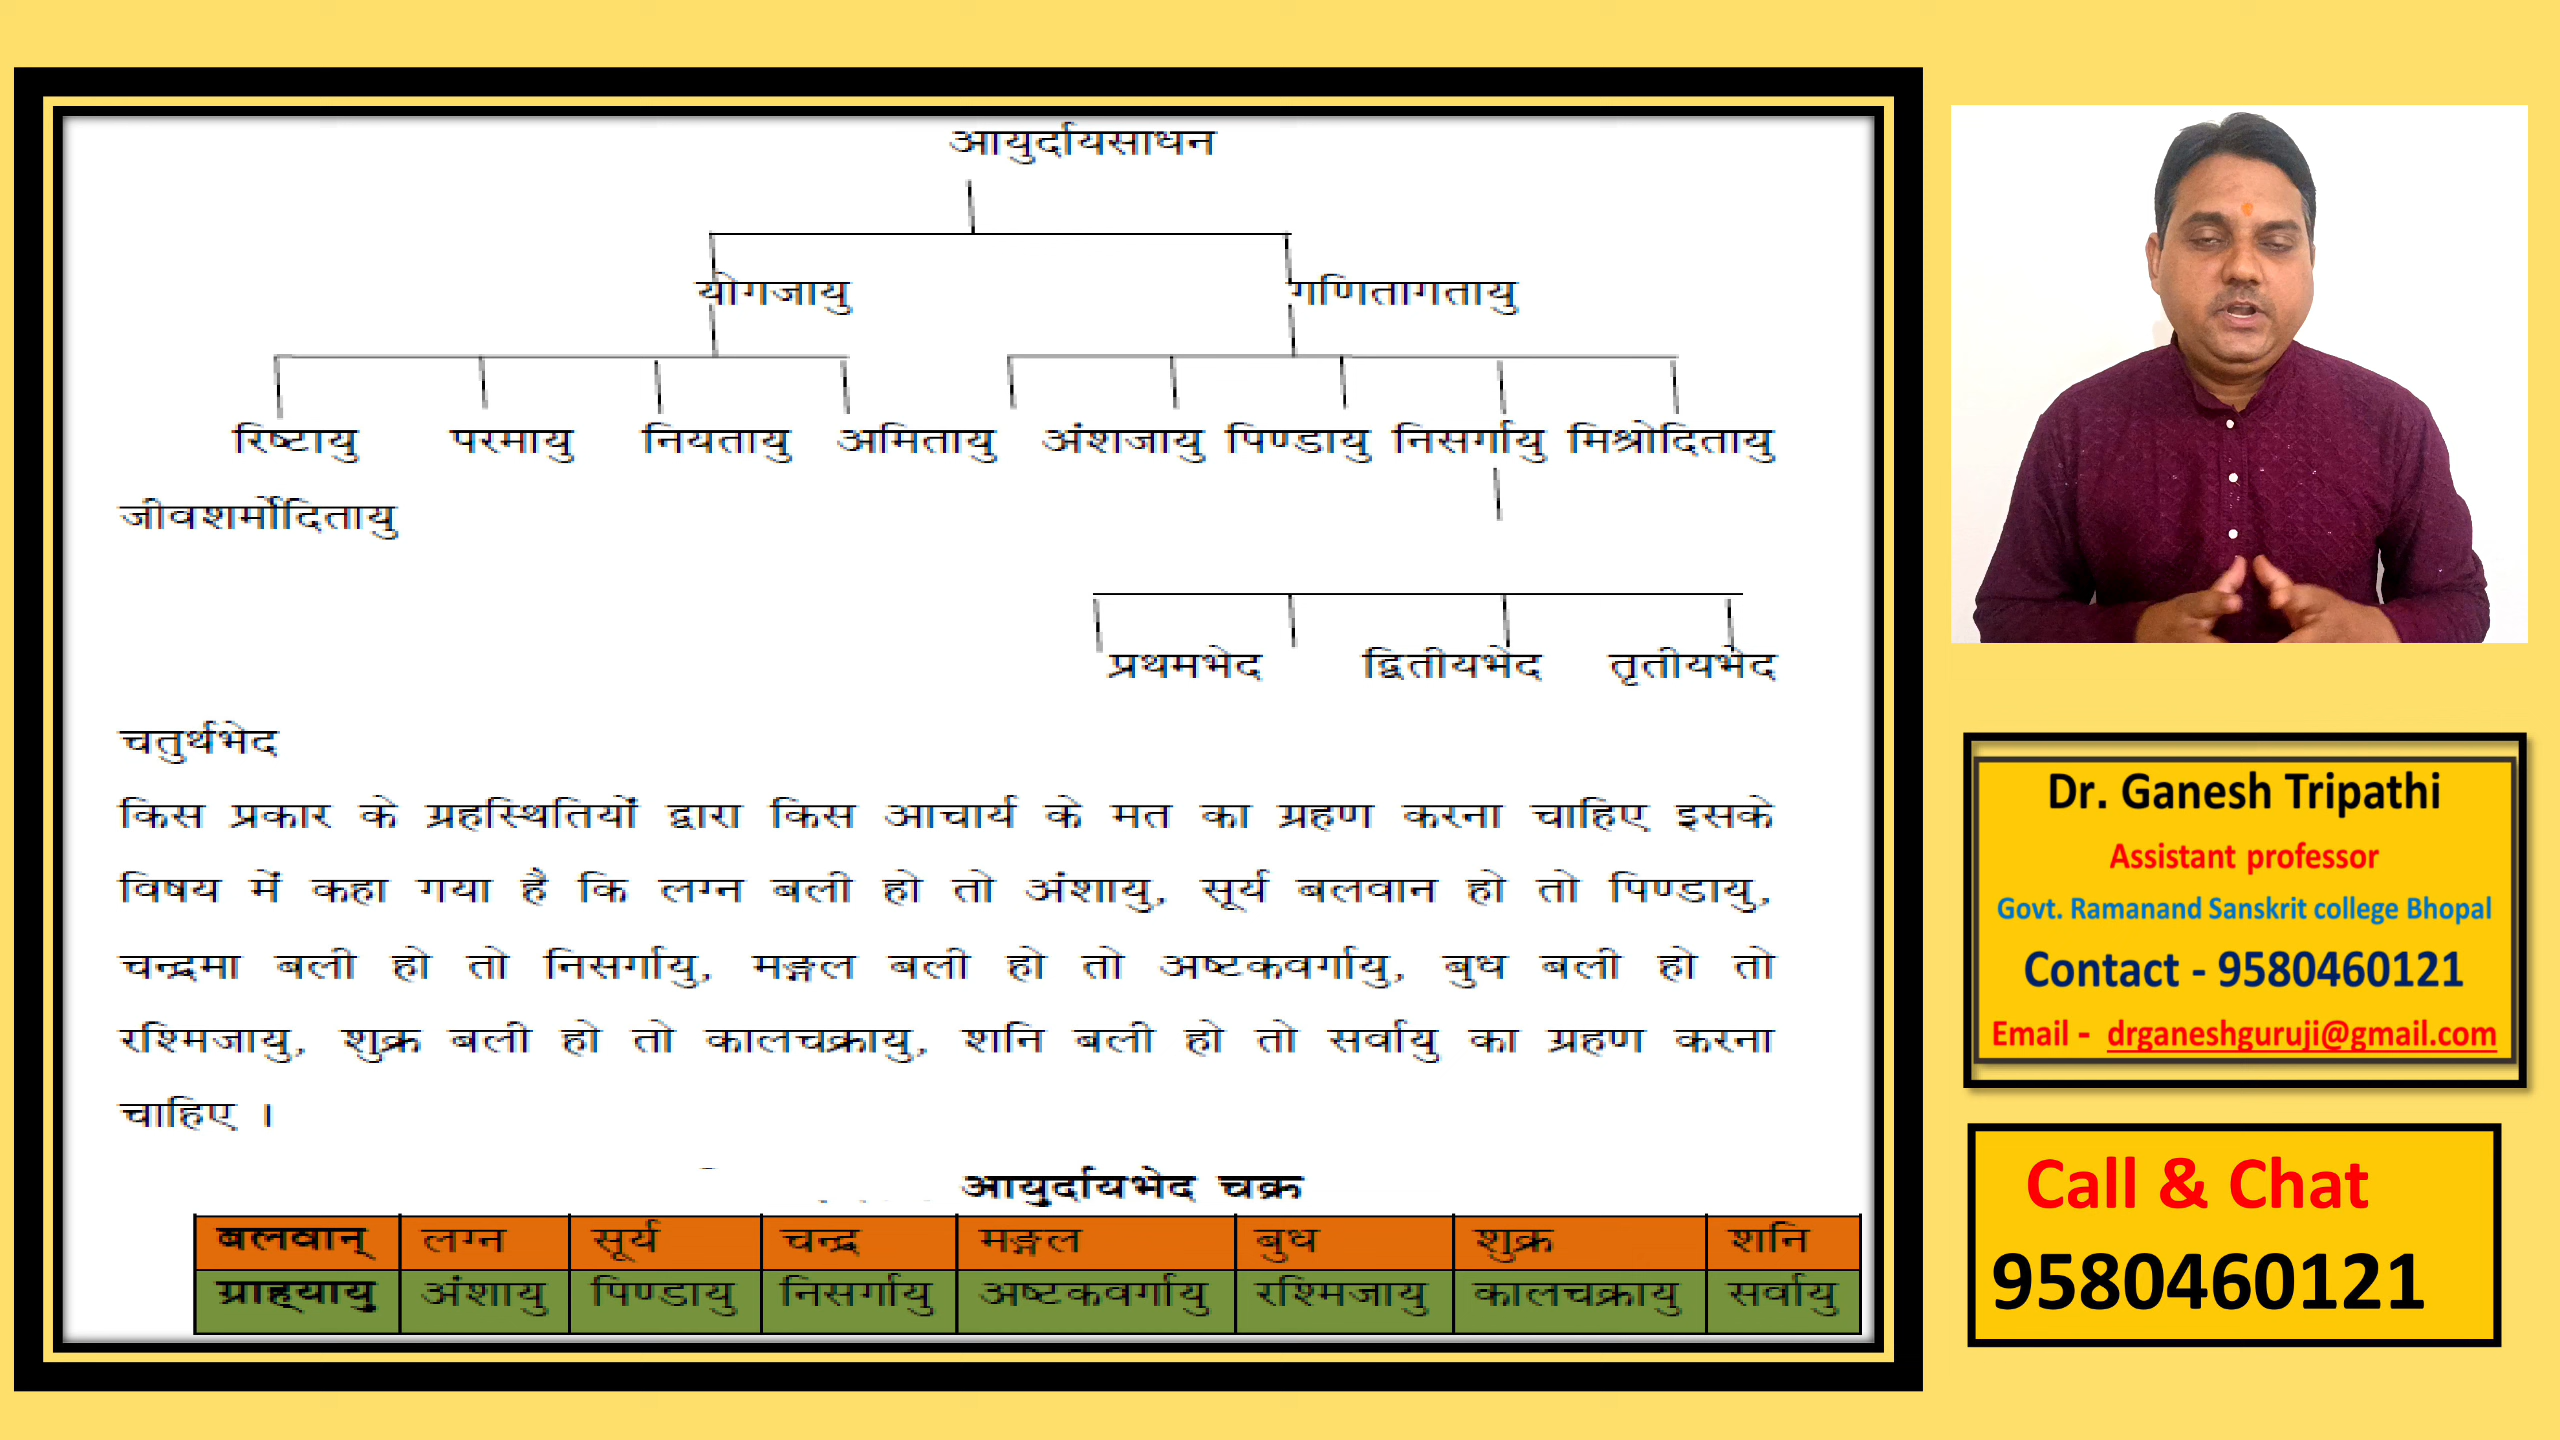 आयुर्दायसाधन
योगजायु गणितागतायु
रिष्टायु परमायु नियतायु अमितायु अंशजायु पिण्डायु निसर्गायु मिश्रोदितायु
जीवशर्मोदितायु
प्रथमभेद द्वितीयभेद तृतीयभेद
चतुर्थभेद
किस प्रकार के ग्रहस्थितियों द्वारा किस आचार्य के मत का ग्रहण करना चाहिए इसके
विषय में कहा गया है कि लग्न बली हो तो अंशायु, सूर्य बलवान हो तो पिण्डायु,
चन्द्रमा बली हो तो निसर्गायु, मङ्गल बली हो तो अष्टकवर्गायु, बुध बली हो तो
रश्मिजायु, शुक्र बली हो तो कालचक्रायु, शनि बली हो तो सर्वायु का ग्रहण करना
चाहिए ।
आयुर्दायभेद चक्र
बलवान् लग्न सूर्य चन्द्र मङ्गल बुध शुक्र शनि
ग्राह्यायु अंशायु पिण्डायु निसर्गायु अष्टकवर्गायु रश्मिजायु कालचक्रायु सर्वायु
Dr. Ganesh Tripathi
Assistant professor
Govt. Ramanand Sanskrit college Bhopal
Contact - 9580460121
Email - drganeshguruji@gmail.com
Call & Chat
9580460121